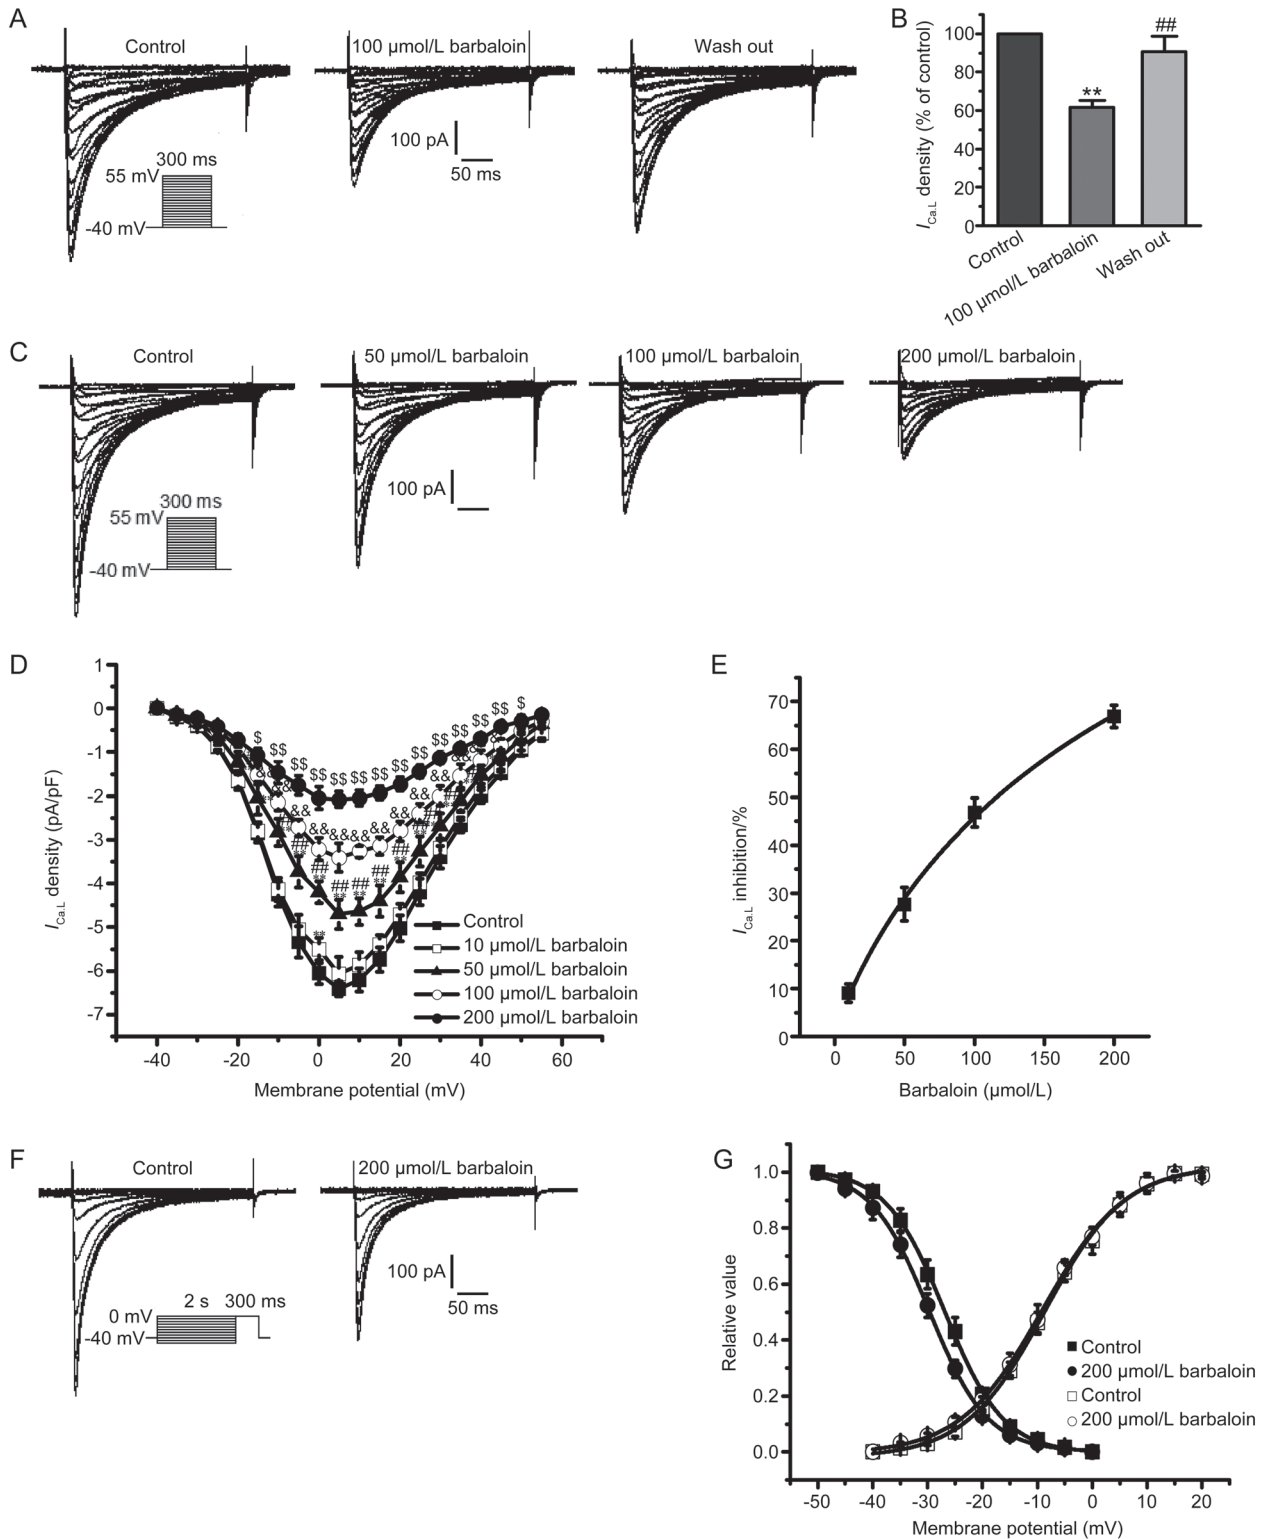 A
Control
100 µmol/L barbaloin
Wash out
100 pA
50 ms
300 ms
55 mV
-40 mV
B
I Ca.L density (% of control)
100
80
60
40
20
0
**
##
Control
100 µmol/L barbaloin
Wash out
C
Control
50 µmol/L barbaloin
100 µmol/L barbaloin
200 µmol/L barbaloin
300 ms
55 mV
-40 mV
100 pA
D
I Ca.L density (pA/pF)
1
0
-1
-2
-3
-4
-5
-6
-7
$ $$ $$ $$ $$ $$ $$ $$ $$ $$ $$ $$ $$ $
Control
10 µmol/L barbaloin
50 µmol/L barbaloin
100 µmol/L barbaloin
200 µmol/L barbaloin
-40 -20 0 20 40 60
Membrane potential (mV)
E
I Ca.L inhibition/%
70
60
50
40
30
20
10
0
0 50 100 150 200
Barbaloin (µmol/L)
F
Control
200 µmol/L barbaloin
2 s 300 ms
0 mV
-40 mV
100 pA
50 ms
G
Relative value
1.0
0.8
0.6
0.4
0.2
0.0
Control
200 µmol/L barbaloin
Control
200 µmol/L barbaloin
-50 -40 -30 -20 -10 0 10 20
Membrane potential (mV)